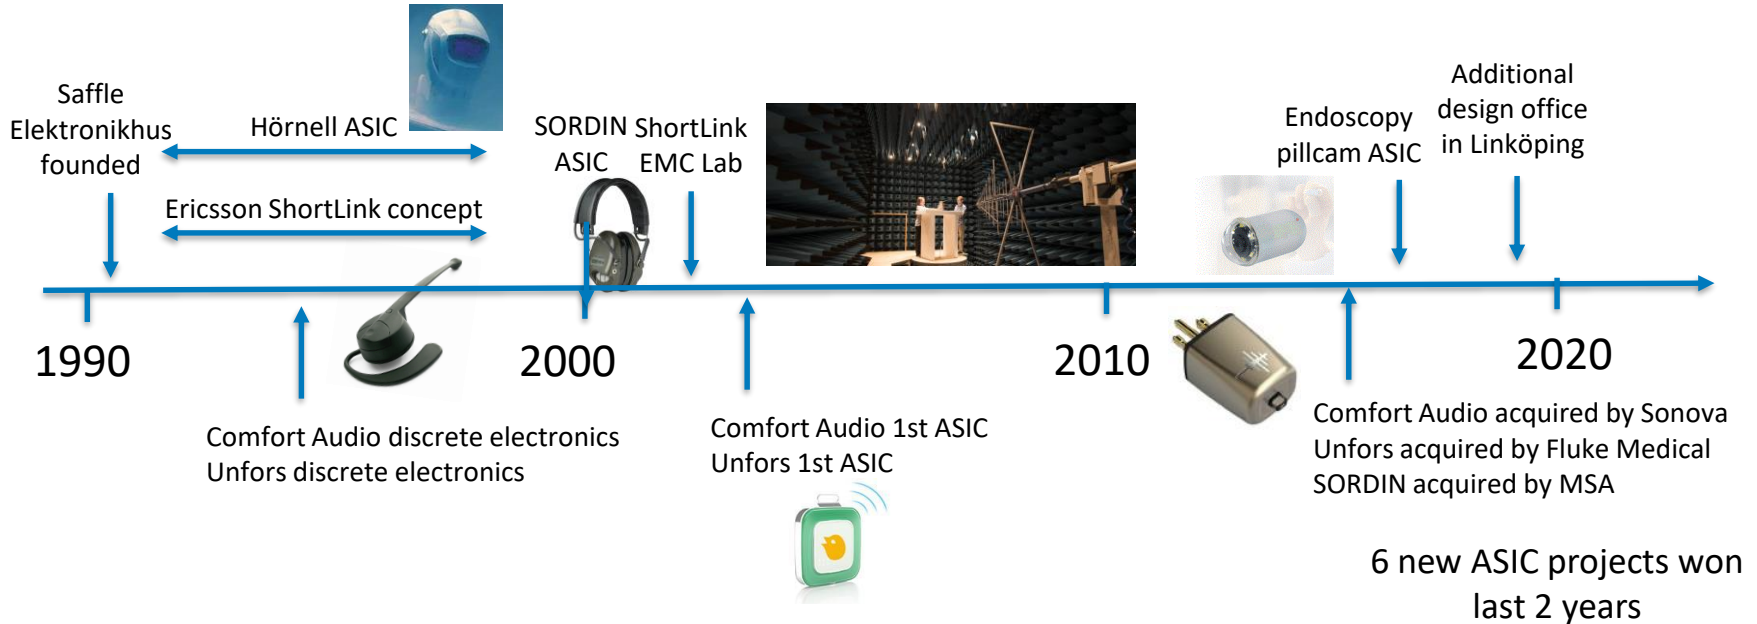 Saffle
Elektronikhus
founded
Hörnell ASIC
Ericsson ShortLink concept
SORDIN
ASIC
ShortLink
EMC Lab
Endoscopy
pillcam ASIC
Additional
design office
in Linköping
1990
2000
2010
2020
Comfort Audio discrete electronics
Unfors discrete electronics
Comfort Audio 1st ASIC
Unfors 1st ASIC
Comfort Audio acquired by Sonova
Unfors acquired by Fluke Medical
SORDIN acquired by MSA
6 new ASIC projects won
last 2 years